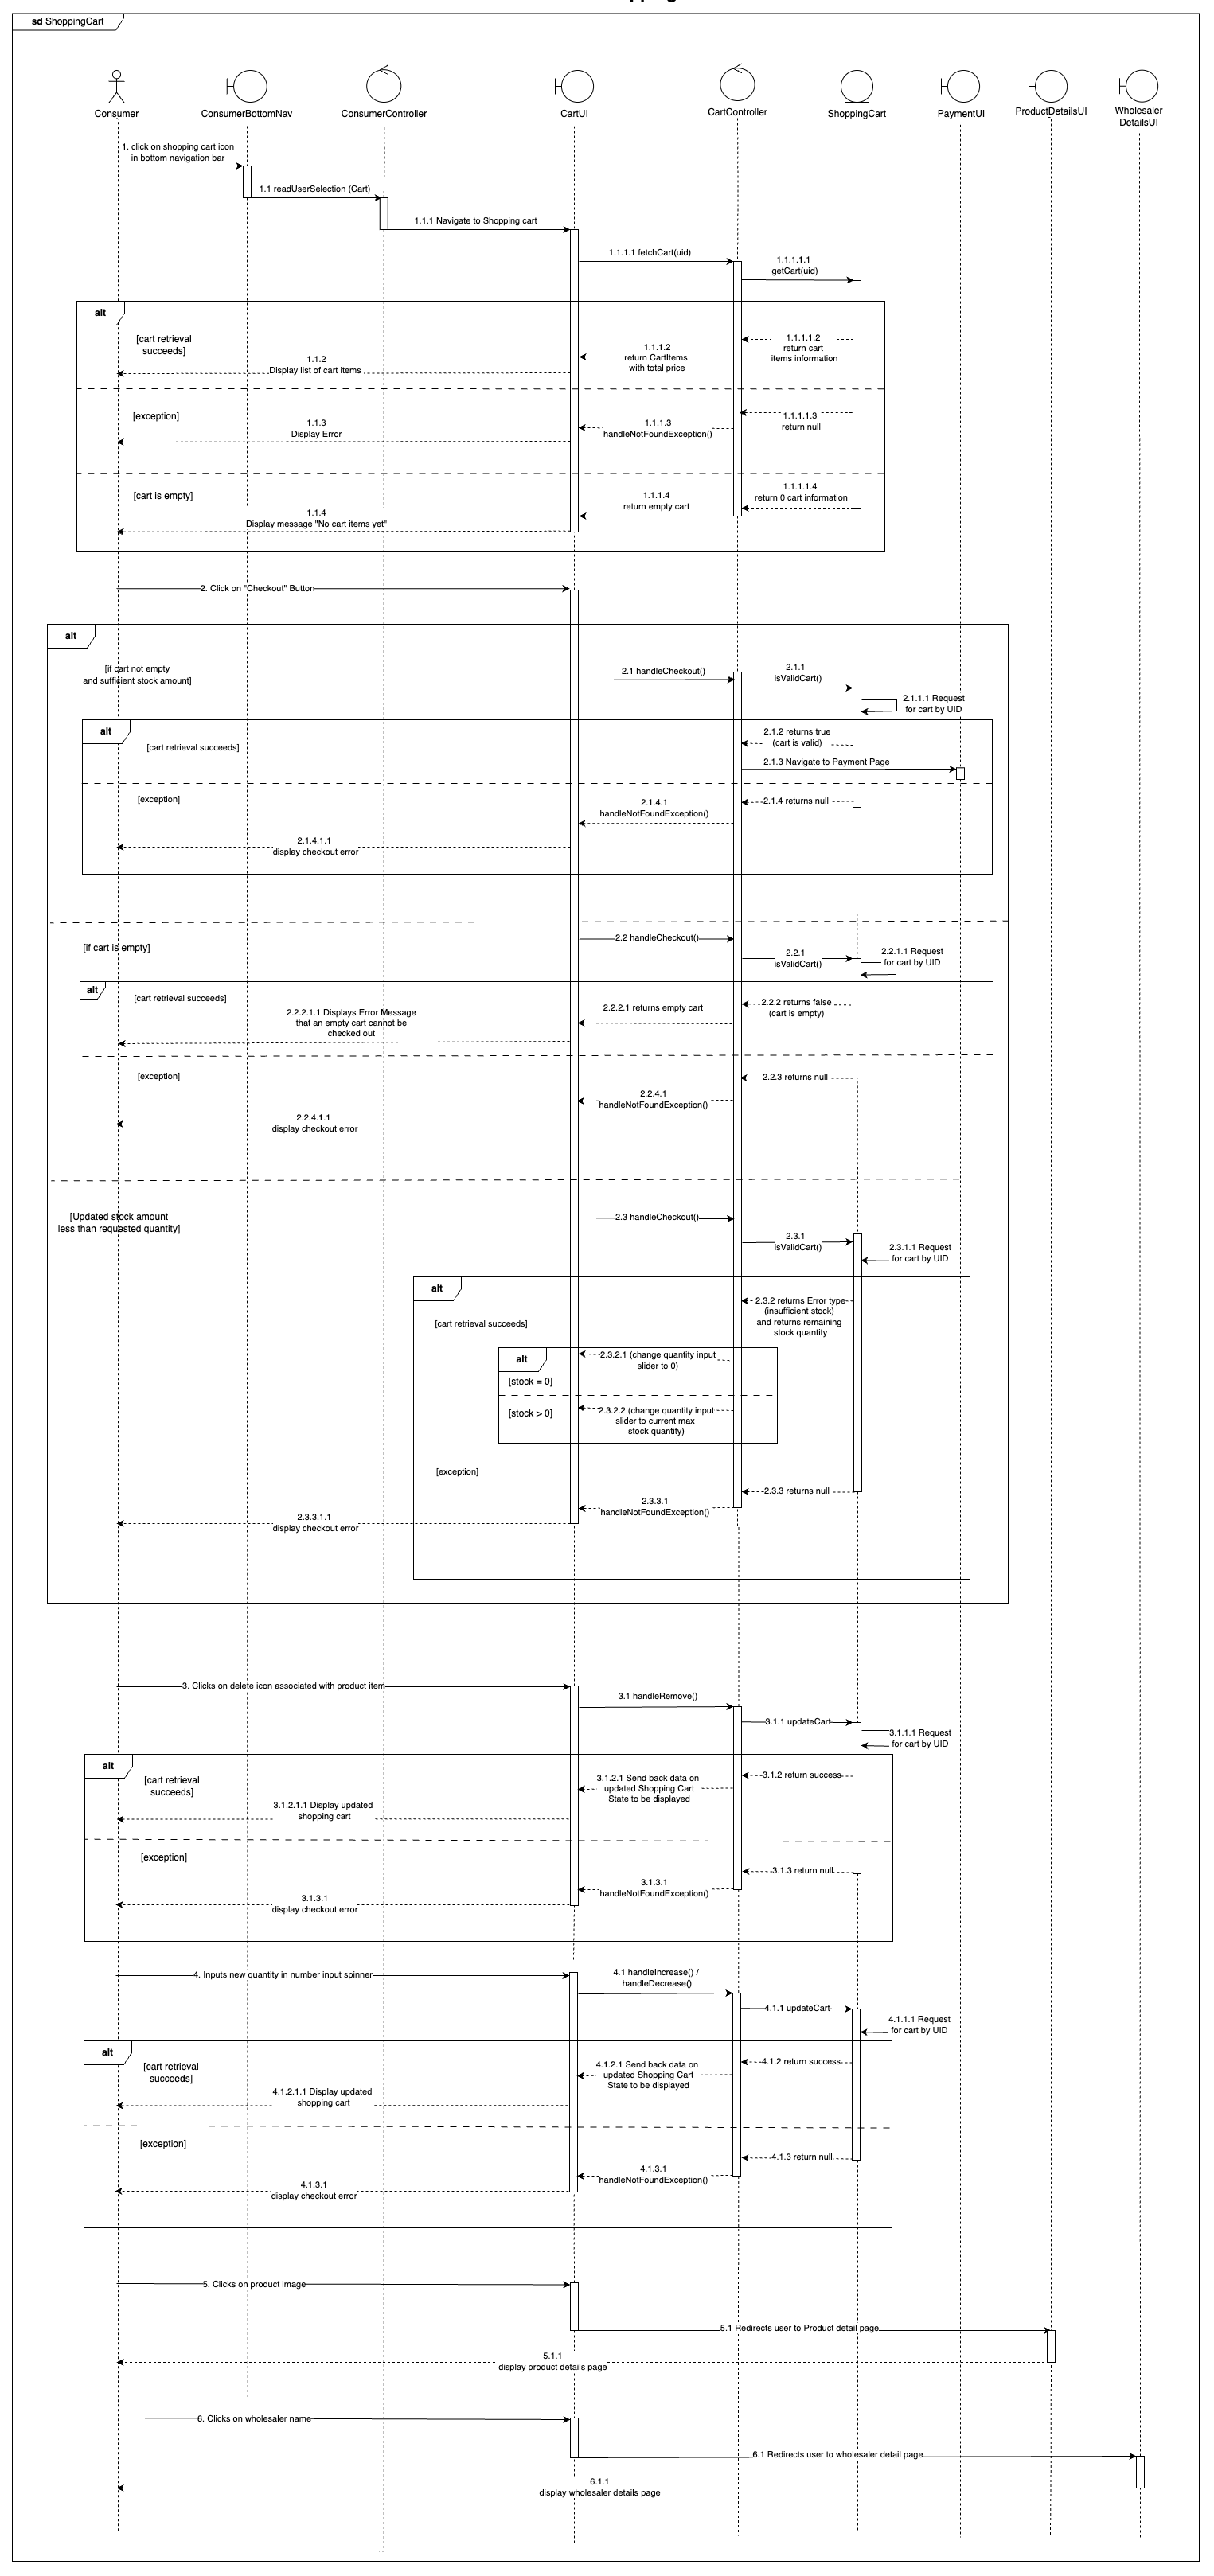 sd ShoppingCart
Consumer
ConsumerBottomNav
ConsumerController
CartUI
CartController
ShoppingCart
PaymentUI
ProductDetailsUI
Wholesaler
DetailsUI
1. click on shopping cart icon
in bottom navigation bar
1.1 readUserSelection (Cart)
1.1.1 Navigate to Shopping cart
1.1.1.1 fetchCart(uid)
1.1.1.1.1
getCart(uid)
alt
[cart retrieval
succeeds]
1.1.1.1.2
return cart
items information
1.1.1.2
return CartItems
with total price
1.1.2
Display list of cart items
[exception]
1.1.1.1.3
return null
1.1.1.3
handleNotFoundException()
1.1.3
Display Error
[cart is empty]
1.1.1.1.4
return 0 cart information
1.1.1.4
return empty cart
1.1.4
Display message "No cart items yet"
2. Click on "Checkout" Button
alt
[if cart not empty
and sufficient stock amount]
2.1 handleCheckout()
2.1.1
isValidCart()
2.1.1.1 Request
for cart by UID
alt
[cart retrieval succeeds]
2.1.2 returns true
(cart is valid)
2.1.3 Navigate to Payment Page
[exception]
2.1.4 returns null
2.1.4.1
handleNotFoundException()
2.1.4.1.1
display checkout error
[if cart is empty]
2.2 handleCheckout()
2.2.1
isValidCart()
2.2.1.1 Request
for cart by UID
alt
[cart retrieval succeeds]
2.2.2 returns false
(cart is empty)
2.2.2.1 returns empty cart
2.2.2.1.1 Displays Error Message
that an empty cart cannot be
checked out
[exception]
2.2.3 returns null
2.2.4.1
handleNotFoundException()
2.2.4.1.1
display checkout error
[Updated stock amount
less than requested quantity]
2.3 handleCheckout()
2.3.1
isValidCart()
2.3.1.1 Request
for cart by UID
alt
[cart retrieval succeeds]
2.3.2 returns Error type
(insufficient stock)
and returns remaining
stock quantity
alt
[stock = 0]
2.3.2.1 (change quantity input
slider to 0)
[stock > 0]
2.3.2.2 (change quantity input
slider to current max
stock quantity)
[exception]
2.3.3 returns null
2.3.3.1
handleNotFoundException()
2.3.3.1.1
display checkout error
3. Clicks on delete icon associated with product item
3.1 handleRemove()
3.1.1 updateCart
3.1.1.1 Request
for cart by UID
alt
[cart retrieval
succeeds]
3.1.2 return success
3.1.2.1 Send back data on
updated Shopping Cart
State to be displayed
3.1.2.1.1 Display updated
shopping cart
[exception]
3.1.3 return null
3.1.3.1
handleNotFoundException()
3.1.3.1
display checkout error
4. Inputs new quantity in number input spinner
4.1 handleIncrease() /
handleDecrease()
4.1.1 updateCart
4.1.1.1 Request
for cart by UID
alt
[cart retrieval
succeeds]
4.1.2 return success
4.1.2.1 Send back data on
updated Shopping Cart
State to be displayed
4.1.2.1.1 Display updated
shopping cart
[exception]
4.1.3 return null
4.1.3.1
handleNotFoundException()
4.1.3.1
display checkout error
5. Clicks on product image
5.1 Redirects user to Product detail page
5.1.1
display product details page
6. Clicks on wholesaler name
6.1 Redirects user to wholesaler detail page
6.1.1
display wholesaler details page